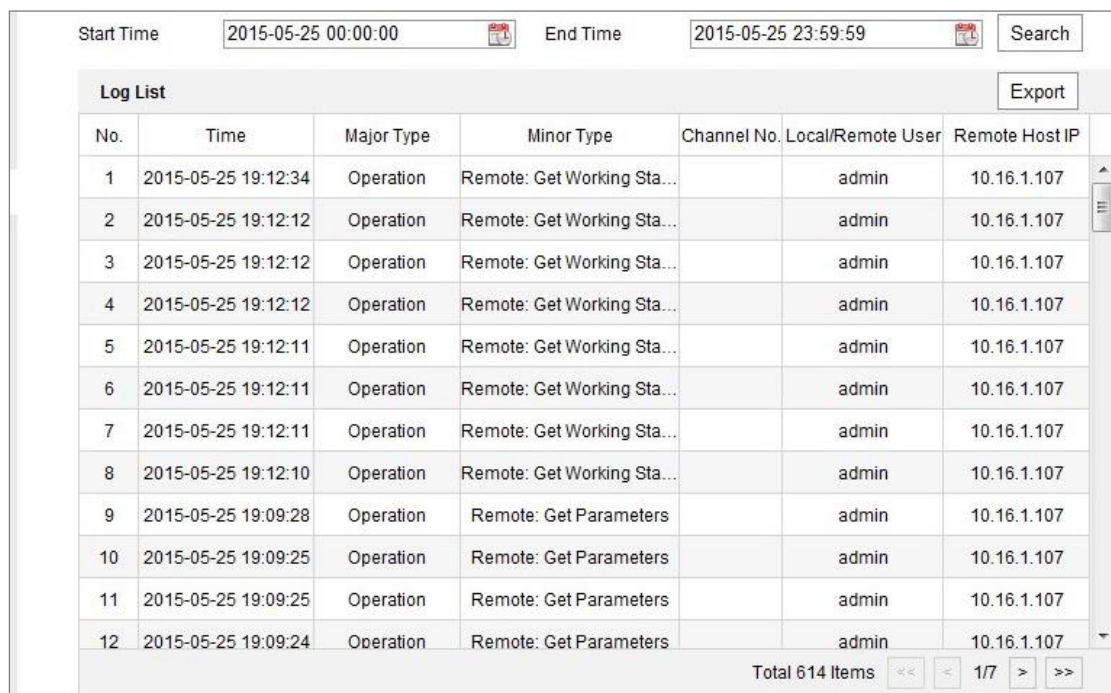 Start Time 2015-05-25 00:00:00 End Time 2015-05-25 23:59:59 Search
Log List Export
No. Time Major Type Minor Type Channel No. Local/Remote User Remote Host IP
1 2015-05-25 19:12:34 Operation Remote: Get Working Sta... admin 10.16.1.107
2 2015-05-25 19:12:12 Operation Remote: Get Working Sta... admin 10.16.1.107
3 2015-05-25 19:12:12 Operation Remote: Get Working Sta... admin 10.16.1.107
4 2015-05-25 19:12:12 Operation Remote: Get Working Sta... admin 10.16.1.107
5 2015-05-25 19:12:11 Operation Remote: Get Working Sta... admin 10.16.1.107
6 2015-05-25 19:12:11 Operation Remote: Get Working Sta... admin 10.16.1.107
7 2015-05-25 19:12:11 Operation Remote: Get Working Sta... admin 10.16.1.107
8 2015-05-25 19:12:10 Operation Remote: Get Working Sta... admin 10.16.1.107
9 2015-05-25 19:09:28 Operation Remote: Get Parameters admin 10.16.1.107
10 2015-05-25 19:09:25 Operation Remote: Get Parameters admin 10.16.1.107
11 2015-05-25 19:09:25 Operation Remote: Get Parameters admin 10.16.1.107
12 2015-05-25 19:09:24 Operation Remote: Get Parameters admin 10.16.1.107
Total 614 Items << < 1/7 > >>